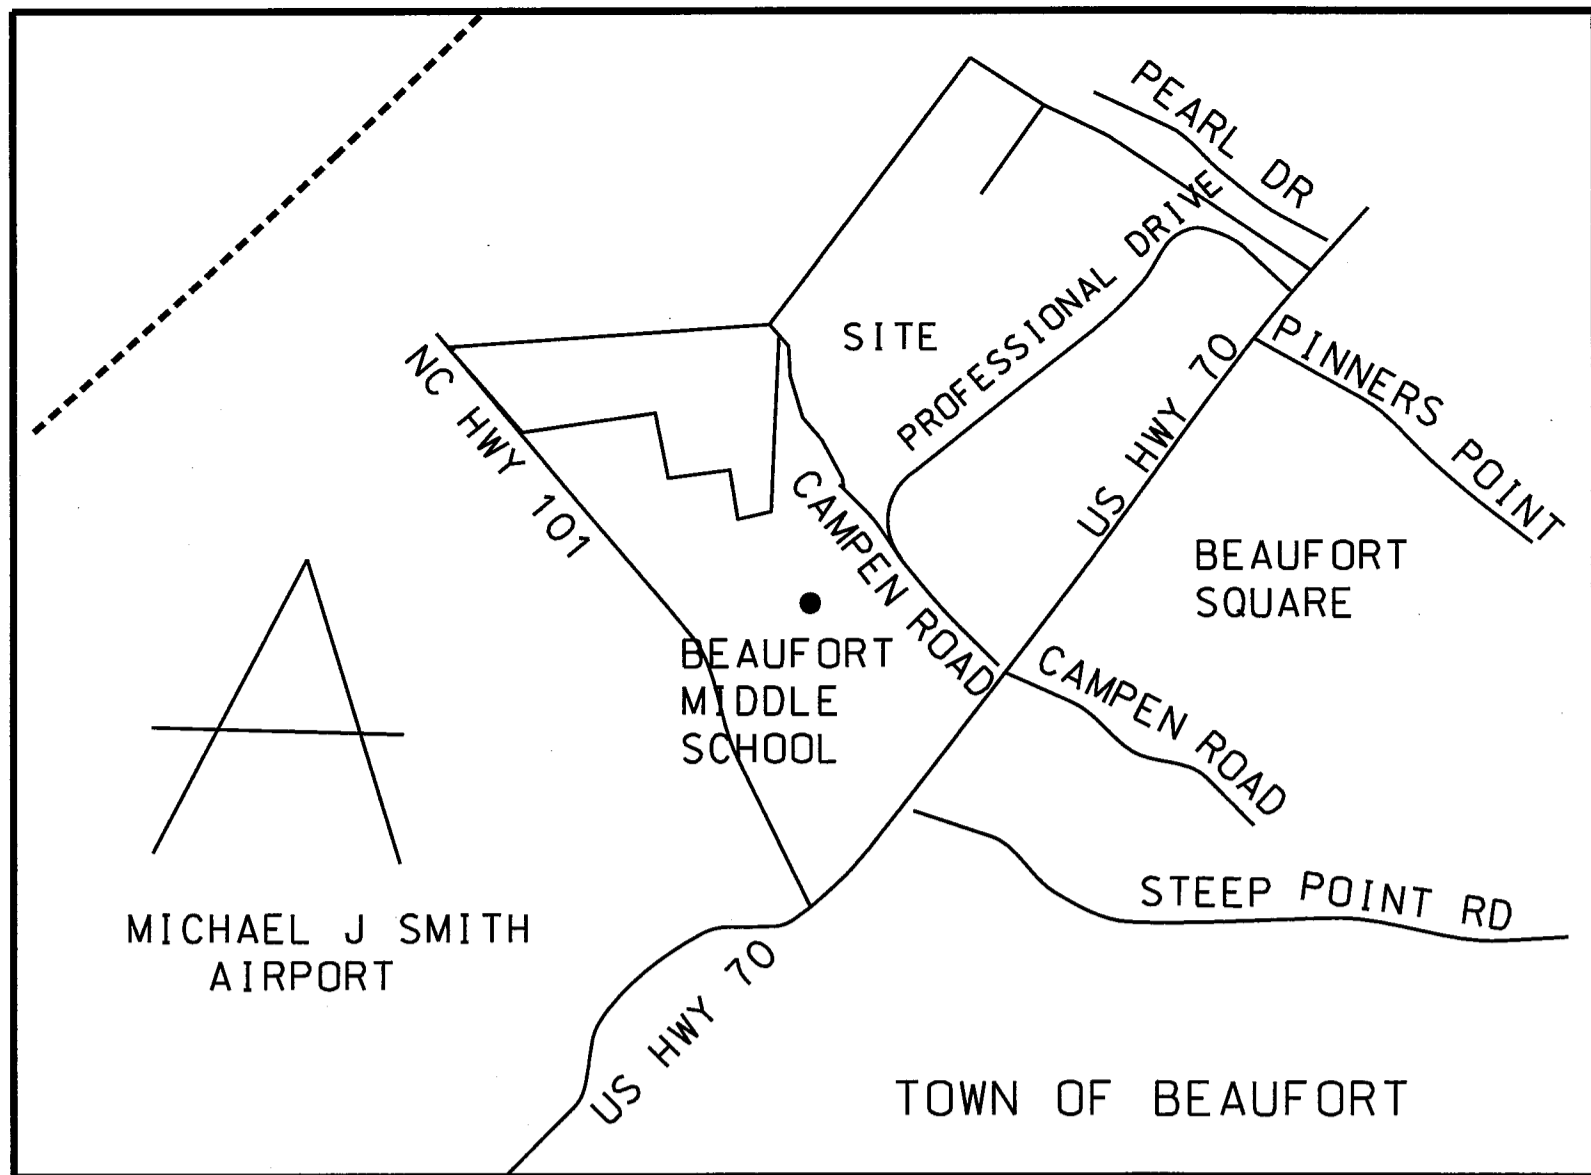 PEARL DR
PROFESSIONAL DRIVE
SITE
PINNERS POINT
NC HWY 101
US HWY 70
CAMPEN ROAD
BEAUFORT
SQUARE
BEAUFORT
MIDDLE
SCHOOL
CAMPEN ROAD
STEEP POINT RD
MICHAEL J SMITH
AIRPORT
US HWY 70
TOWN OF BEAUFORT